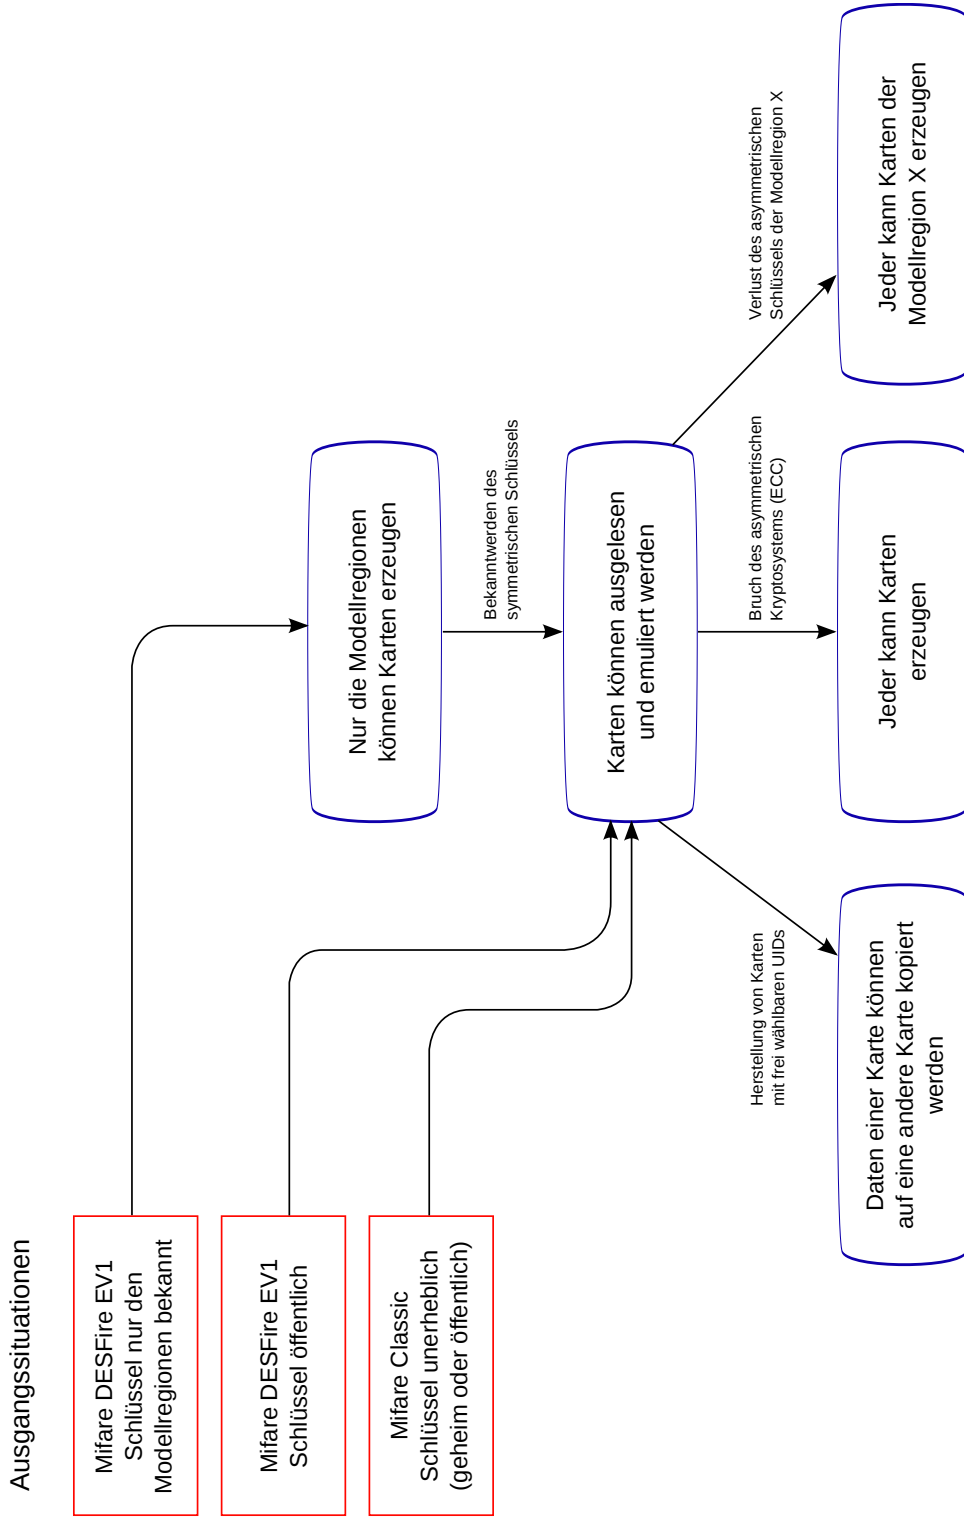 Ausgangssituationen
Mifare DESFire EV1
Schlüssel nur den
Modellregionen bekannt
Mifare DESFire EV1
Schlüssel öffentlich
Mifare Classic
Schlüssel unerheblich
(geheim oder öffentlich)
Nur die Modellregionen
können Karten erzeugen
Bekanntwerden des
symmetrischen Schlüssels
Karten können ausgelesen
und emuliert werden
Herstellung von Karten
mit frei wählbaren UIDs
Bruch des asymmetrischen
Kryptosystems (ECC)
Verlust des asymmetrischen
Schlüssels der Modellregion X
Daten einer Karte können
auf eine andere Karte kopiert
werden
Jeder kann Karten
erzeugen
Jeder kann Karten der
Modellregion X erzeugen